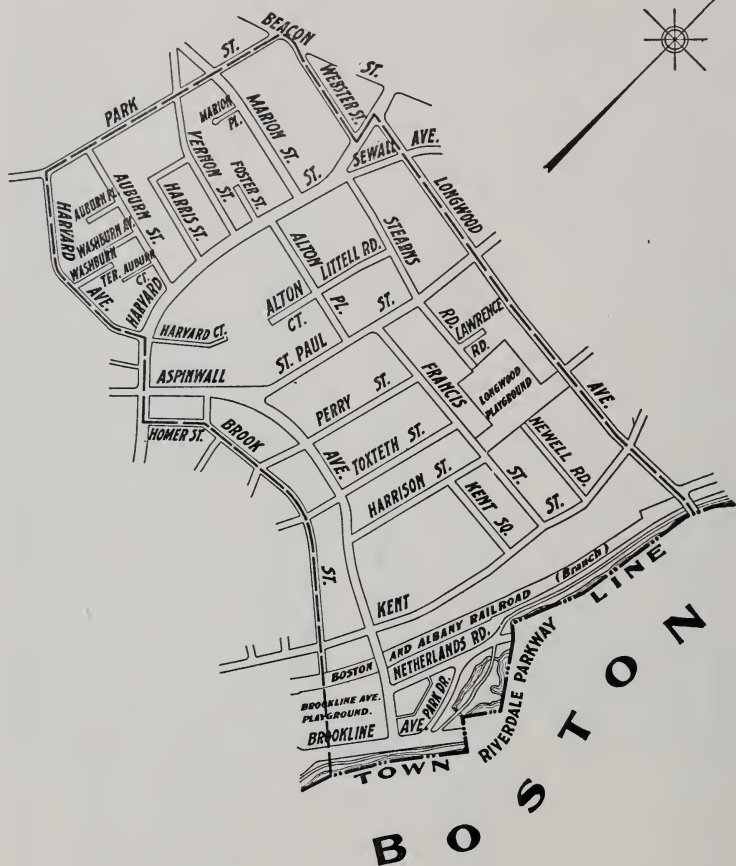 BEACON
ST.
PARK
ST.
WEBSTER ST.
MARION PL.
MARION ST.
SEWALL AVE.
VERNON ST.
FOSTER ST.
ST.
LONGWOOD
HARVARD
AUBURN PL.
AUBURN ST.
HARRIS ST.
WASHBURN
WASHBURN TER.
AUBURN CT.
AVE.
HARVARD
ALTON
LITTELL RD.
STEARNS
ALTON CT.
PL.
ST.
RD.
LAWRENCE RD.
HARVARD CT.
ST. PAUL
ASPINWALL
PERRY ST.
FRANCIS
LONGWOOD PLAYGROUND
AVE.
HOMER ST.
BROOK
AVE.
TOXTETH ST.
NEWELL RD.
HARRISON ST.
KENT SQ.
ST.
ST.
ST.
KENT
BOSTON AND ALBANY RAILROAD (Branch)
NETHERLANDS RD.
LINE
BROOKLINE AVE. PLAYGROUND.
PARK DR.
RIVERDALE PARKWAY
BROOKLINE AVE.
TOWN
BOSTON